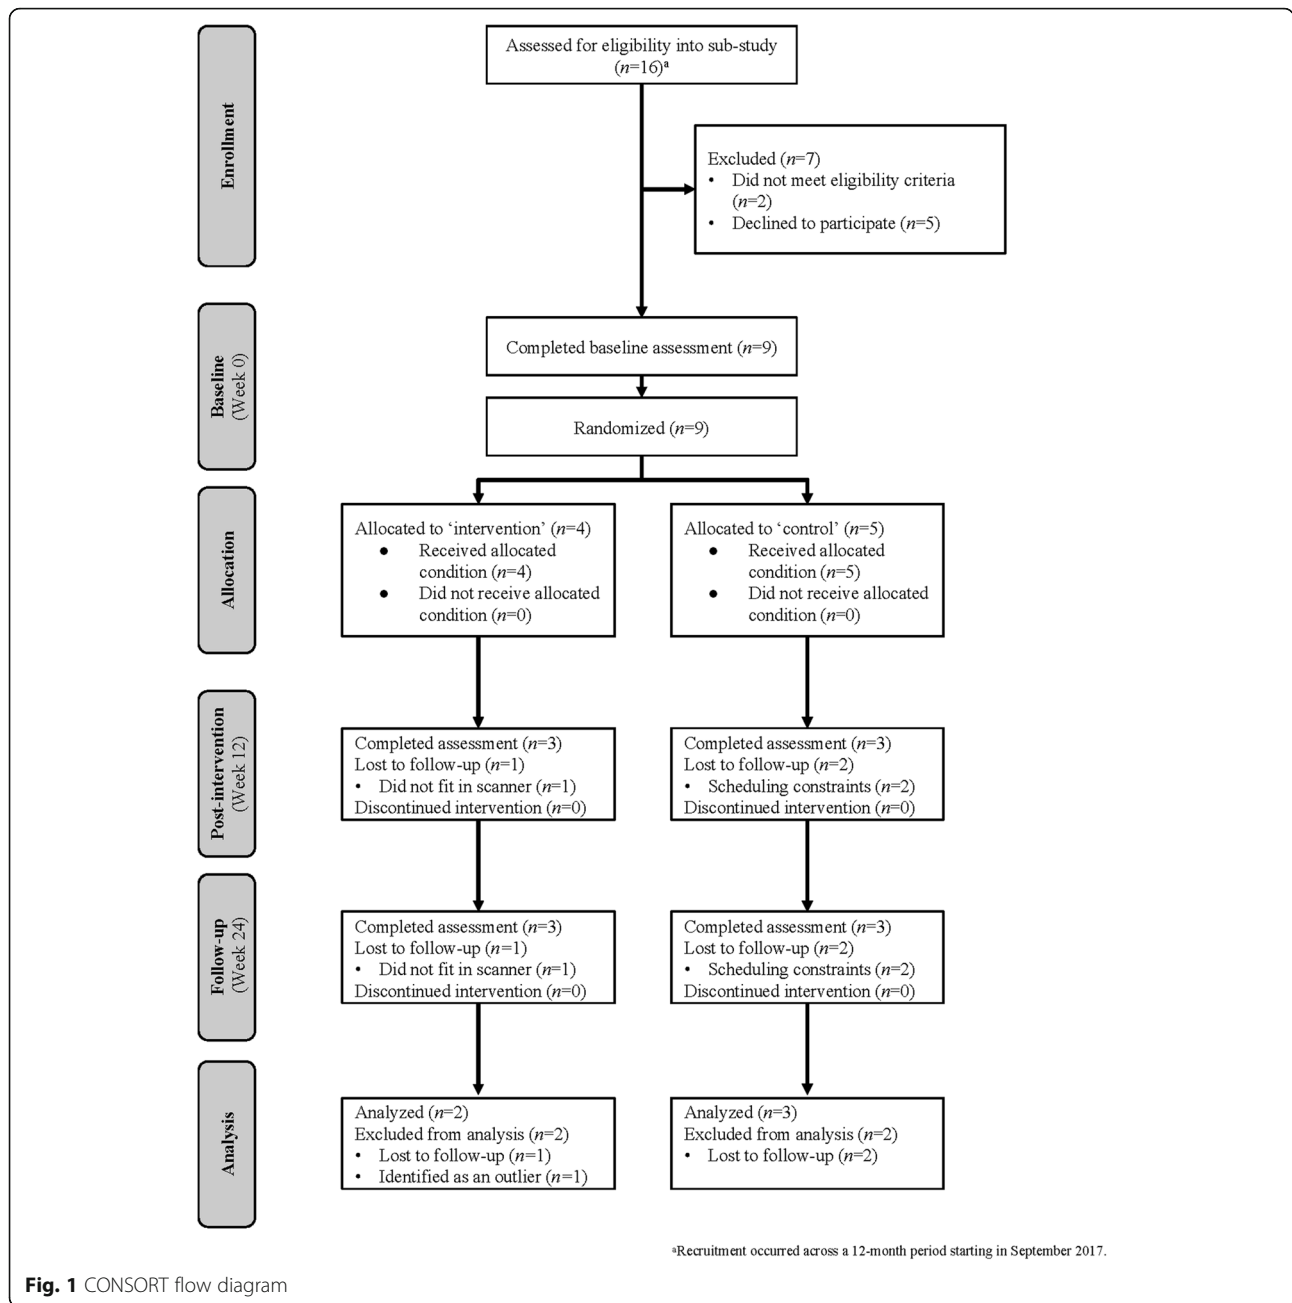 Enrollment
Assessed for eligibility into sub-study
(n=16)a
Excluded (n=7)
• Did not meet eligibility criteria
(n=2)
• Declined to participate (n=5)
Baseline
(Week 0)
Completed baseline assessment (n=9)
Randomized (n=9)
Allocation
Allocated to ‘intervention’ (n=4)
● Received allocated
condition (n=4)
● Did not receive allocated
condition (n=0)
Allocated to ‘control’ (n=5)
● Received allocated
condition (n=5)
● Did not receive allocated
condition (n=0)
Post-intervention
(Week 12)
Completed assessment (n=3)
Lost to follow-up (n=1)
• Did not fit in scanner (n=1)
Discontinued intervention (n=0)
Completed assessment (n=3)
Lost to follow-up (n=2)
• Scheduling constraints (n=2)
Discontinued intervention (n=0)
Follow-up
(Week 24)
Completed assessment (n=3)
Lost to follow-up (n=1)
• Did not fit in scanner (n=1)
Discontinued intervention (n=0)
Completed assessment (n=3)
Lost to follow-up (n=2)
• Scheduling constraints (n=2)
Discontinued intervention (n=0)
Analysis
Analyzed (n=2)
Excluded from analysis (n=2)
• Lost to follow-up (n=1)
• Identified as an outlier (n=1)
Analyzed (n=3)
Excluded from analysis (n=2)
• Lost to follow-up (n=2)
aRecruitment occurred across a 12-month period starting in September 2017.
Fig. 1 CONSORT flow diagram